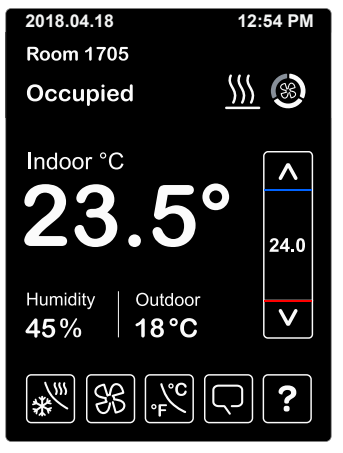 2018.04.18 12:54 PM
Room 1705
Occupied
Indoor °C
23.5°
24.0
Humidity Outdoor
45% 18°C
°F °C ?